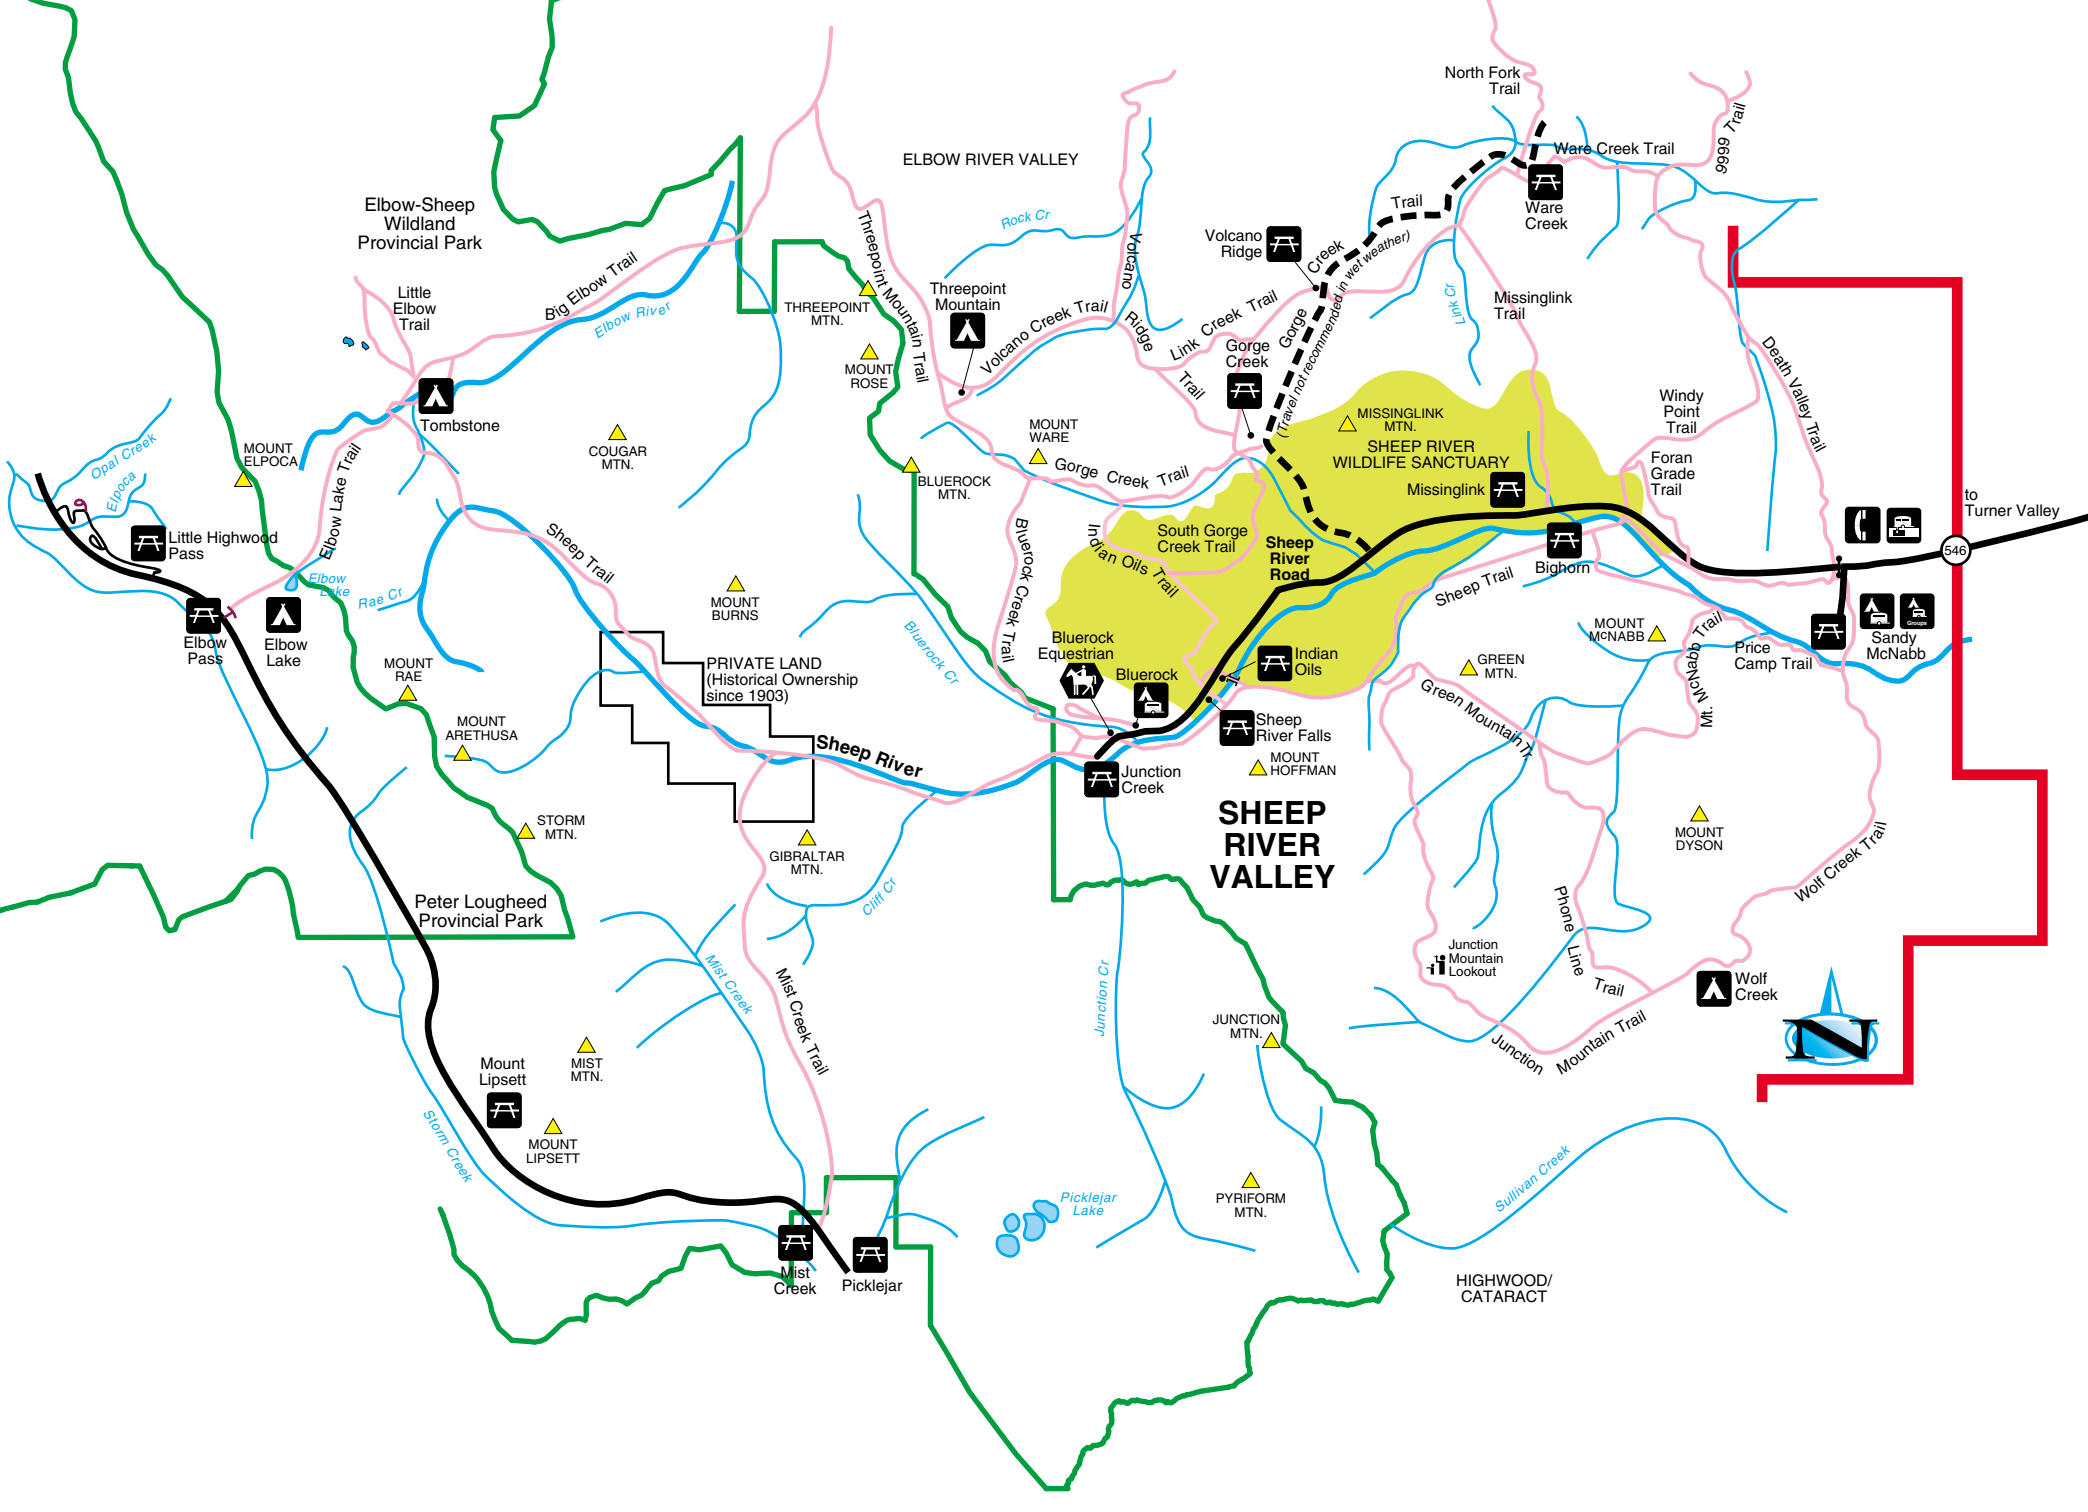 North Fork
Trail
9999 Trail
Ware Creek Trail
ELBOW RIVER VALLEY
Elbow-Sheep
Wildland
Provincial Park
Ware
Creek
Rock Cr
Volcano
Ridge
Trail
Volcano
Ridge
Gorge
Creek
Trail
(Travel not recommended in wet weather)
Threepoint Mountain Trail
Big Elbow Trail
Elbow River
Little
Elbow
Trail
THREEPOINT
MTN.
Threepoint
Mountain
Volcano Creek Trail
Link Creek Trail
Link Cr
Missinglink
Trail
Gorge
Creek
Death Valley Trail
MOUNT
ROSE
Tombstone
Windy
Point
Trail
MISSINGLINK
MTN.
SHEEP RIVER
WILDLIFE SANCTUARY
Missinglink
MOUNT
WARE
Gorge Creek Trail
COUGAR
MTN.
MOUNT
ELPOCA
Opal Creek
Elpoca
Elbow Lake Trail
BLUEROCK
MTN.
Foran
Grade
Trail
to
Turner Valley
546
Little Highwood
Pass
Sheep Trail
Bluerock Creek Trail
Indian Oils Trail
South Gorge
Creek Trail
Sheep
River
Road
Bighorn
Sheep Trail
Elbow
Lake
Rae Cr
MOUNT
BURNS
Elbow
Pass
Elbow
Lake
Bluerock Cr
Bluerock
Equestrian
Bluerock
Indian
Oils
MOUNT
McNABB
Mt. McNabb Trail
Price
Camp Trail
Groups
Sandy
McNabb
MOUNT
RAE
PRIVATE LAND
(Historical Ownership
since 1903)
GREEN
MTN.
Green Mountain Tr.
MOUNT
ARETHUSA
Sheep River
Sheep
River Falls
MOUNT
HOFFMAN
Junction
Creek
SHEEP
RIVER
VALLEY
STORM
MTN.
GIBRALTAR
MTN.
Cliff Cr
MOUNT
DYSON
Wolf Creek Trail
Peter Lougheed
Provincial Park
Phone Line Trail
Junction
Mountain
Lookout
Wolf
Creek
Mist Creek
Mist Creek Trail
Junction Cr
JUNCTION
MTN.
Junction Mountain Trail
N
Mount
Lipsett
MIST
MTN.
MOUNT
LIPSETT
Storm Creek
Sullivan Creek
Picklejar
Lake
PYRIFORM
MTN.
Mist
Creek
Picklejar
HIGHWOOD/
CATARACT